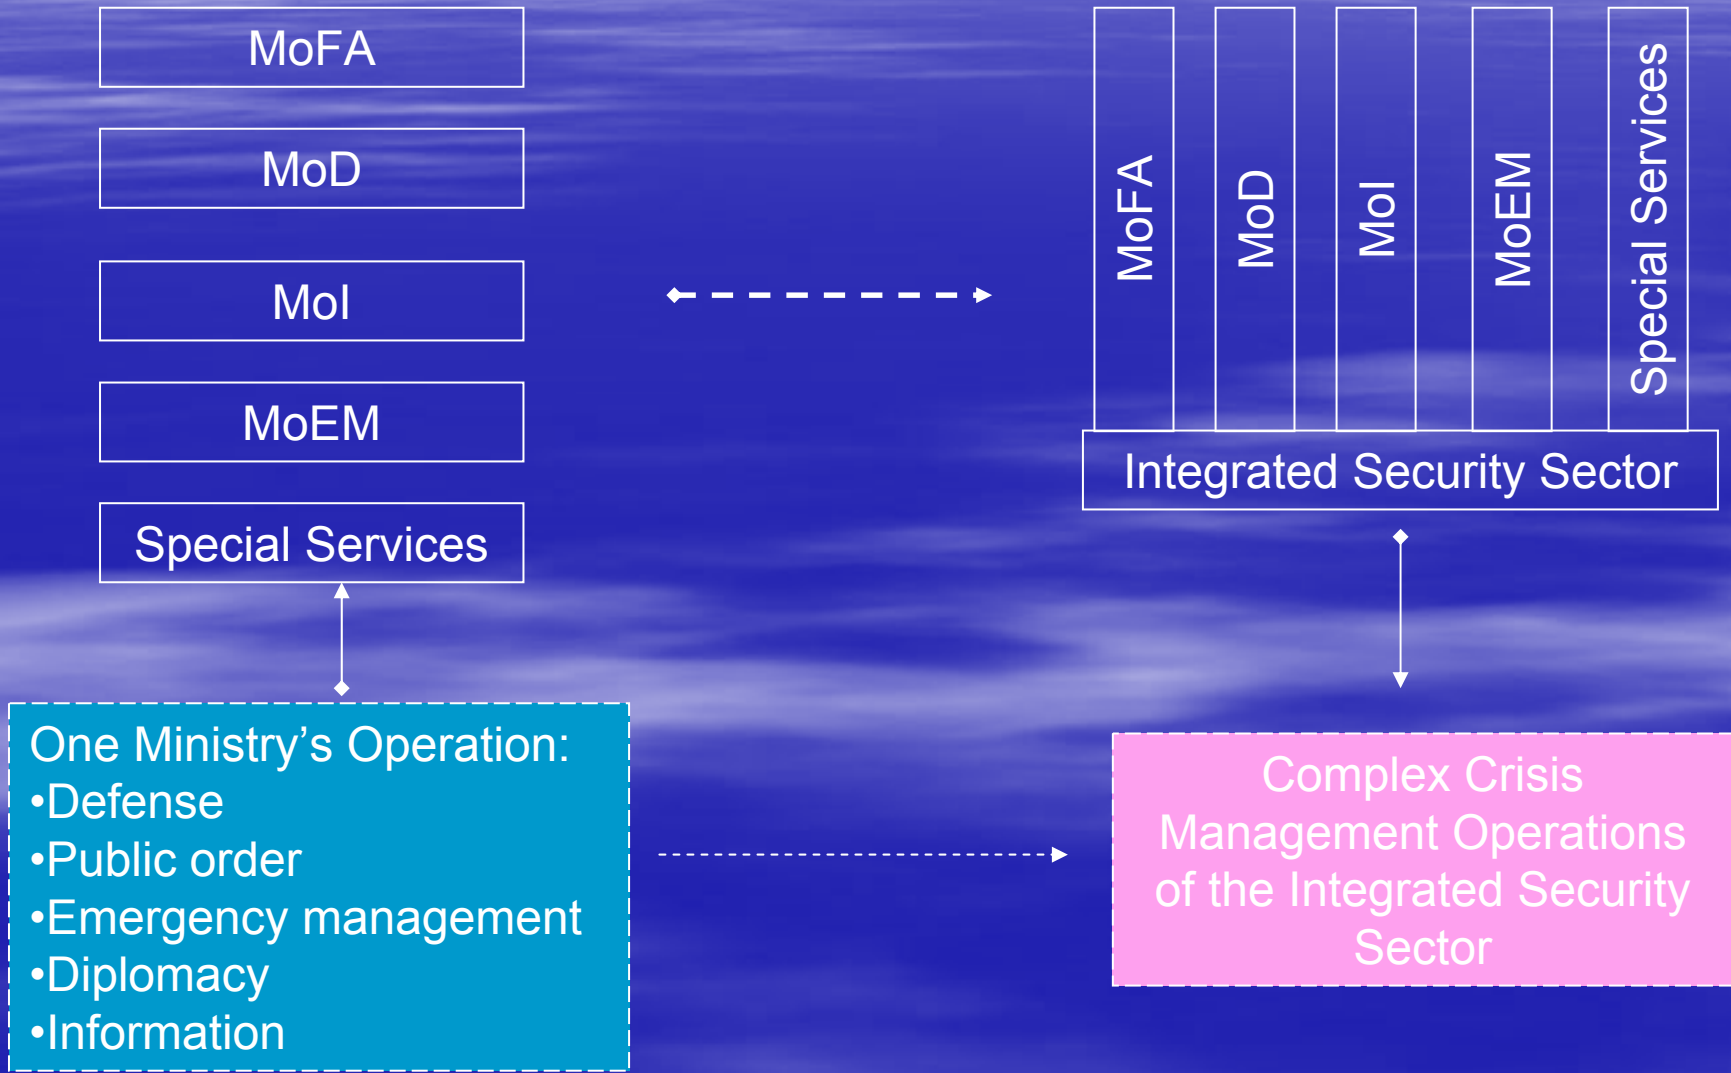 MoFA
MoD
MoI
MoEM
Special Services
One Ministry’s Operation:
•Defense
•Public order
•Emergency management
•Diplomacy
•Information
MoFA
MoD
MoI
MoEM
Special Services
Integrated Security Sector
Complex Crisis
Management Operations
of the Integrated Security
Sector